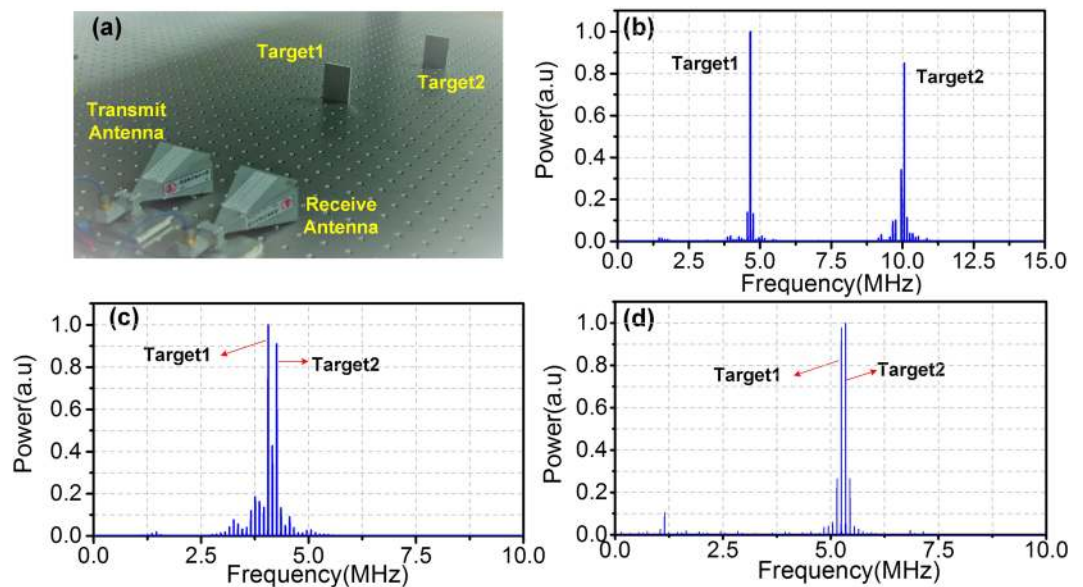 (a)
Target1
Target2
Transmit
Antenna
Receive
Antenna
(b)
Target1
Target2
Power(a.u)
1.0
0.8
0.6
0.4
0.2
0.0
0.0 2.5 5.0 7.5 10.0 12.5 15.0
Frequency(MHz)
(c)
Target1
Target2
Power(a.u)
1.0
0.8
0.6
0.4
0.2
0.0
0.0 2.5 5.0 7.5 10.0
Frequency(MHz)
(d)
Target1
Target2
Power(a.u)
1.0
0.8
0.6
0.4
0.2
0.0
0.0 2.5 5.0 7.5 10.0
Frequency(MHz)